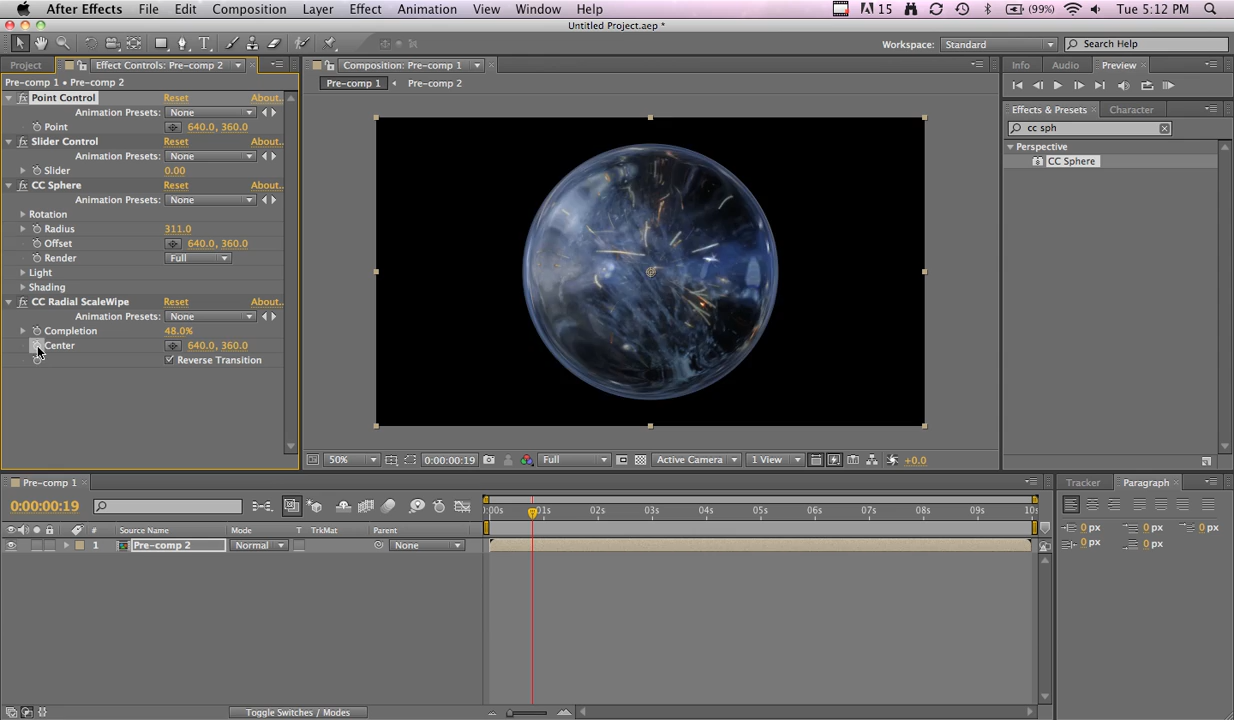 After Effects File Edit Composition Layer Effect Animation View Window Help 15 (99%) Tue 5:12 PM
Untitled Project.aep *
Workspace: Standard Search Help
Project Effect Controls: Pre-comp 2 Composition: Pre-comp 1 Info Audio Preview
Pre-comp 1 • Pre-comp 2
Pre-comp 1 Pre-comp 2
fx Point Control Reset About..
Animation Presets: None
Point 640.0, 360.0
fx Slider Control Reset About..
Animation Presets: None
Slider 0.00
fx CC Sphere Reset About..
Animation Presets: None
Rotation
Radius 311.0
Offset 640.0, 360.0
Render Full
Light
Shading
fx CC Radial ScaleWipe Reset About..
Animation Presets: None
Completion 48.0%
Center 640.0, 360.0
Reverse Transition
Effects & Presets Character
cc sph
Perspective
CC Sphere
50% 0:00:00:19 Full Active Camera 1 View +0.0
Pre-comp 1
0:00:00:19
:00s 01s 02s 03s 04s 05s 06s 07s 08s 09s 10s
# Source Name Mode T TrkMat Parent
1 Pre-comp 2 Normal None
Toggle Switches / Modes
Tracker Paragraph
0 px 0 px 0 px
0 px 0 px